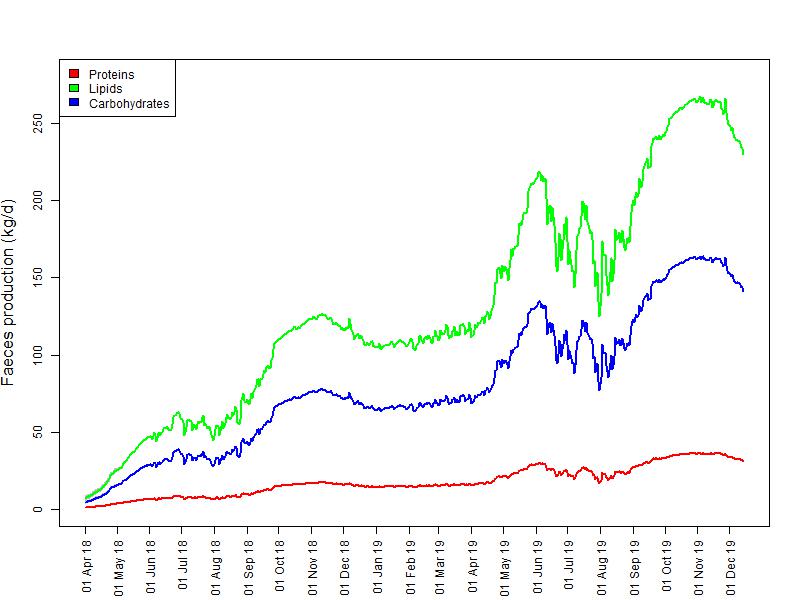 Proteins
Lipids
Carbohydrates
Faeces production (kg/d)
250
200
150
100
50
0
01 Apr 18
01 May 18
01 Jun 18
01 Jul 18
01 Aug 18
01 Sep 18
01 Oct 18
01 Nov 18
01 Dec 18
01 Jan 19
01 Feb 19
01 Mar 19
01 Apr 19
01 May 19
01 Jun 19
01 Jul 19
01 Aug 19
01 Sep 19
01 Oct 19
01 Nov 19
01 Dec 19